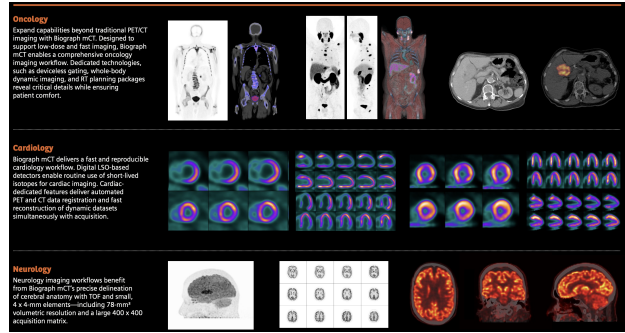 Oncology
Expand capabilities beyond traditional PET/CT
imaging with Biograph mCT. Designed to
support low-dose and fast imaging, Biograph
mCT enables a comprehensive oncology
imaging workflow. Dedicated technologies,
such as deviceless gating, whole-body
dynamic imaging, and RT planning packages
reveal critical details while ensuring
patient comfort.
Cardiology
Biograph mCT delivers a fast and reproducible
cardiology workflow. Digital LSO-based
detectors enable routine use of short-lived
isotopes for cardiac imaging. Cardiac-
dedicated features deliver automated
PET and CT data registration and fast
reconstruction of dynamic datasets
simultaneously with acquisition.
Neurology
Neurology imaging workflows benefit
from Biograph mCT's precise delineation
of cerebral anatomy with TOF and small,
4 x 4-mm elements—including 78-mm³
volumetric resolution and a large 400 x 400
acquisition matrix.